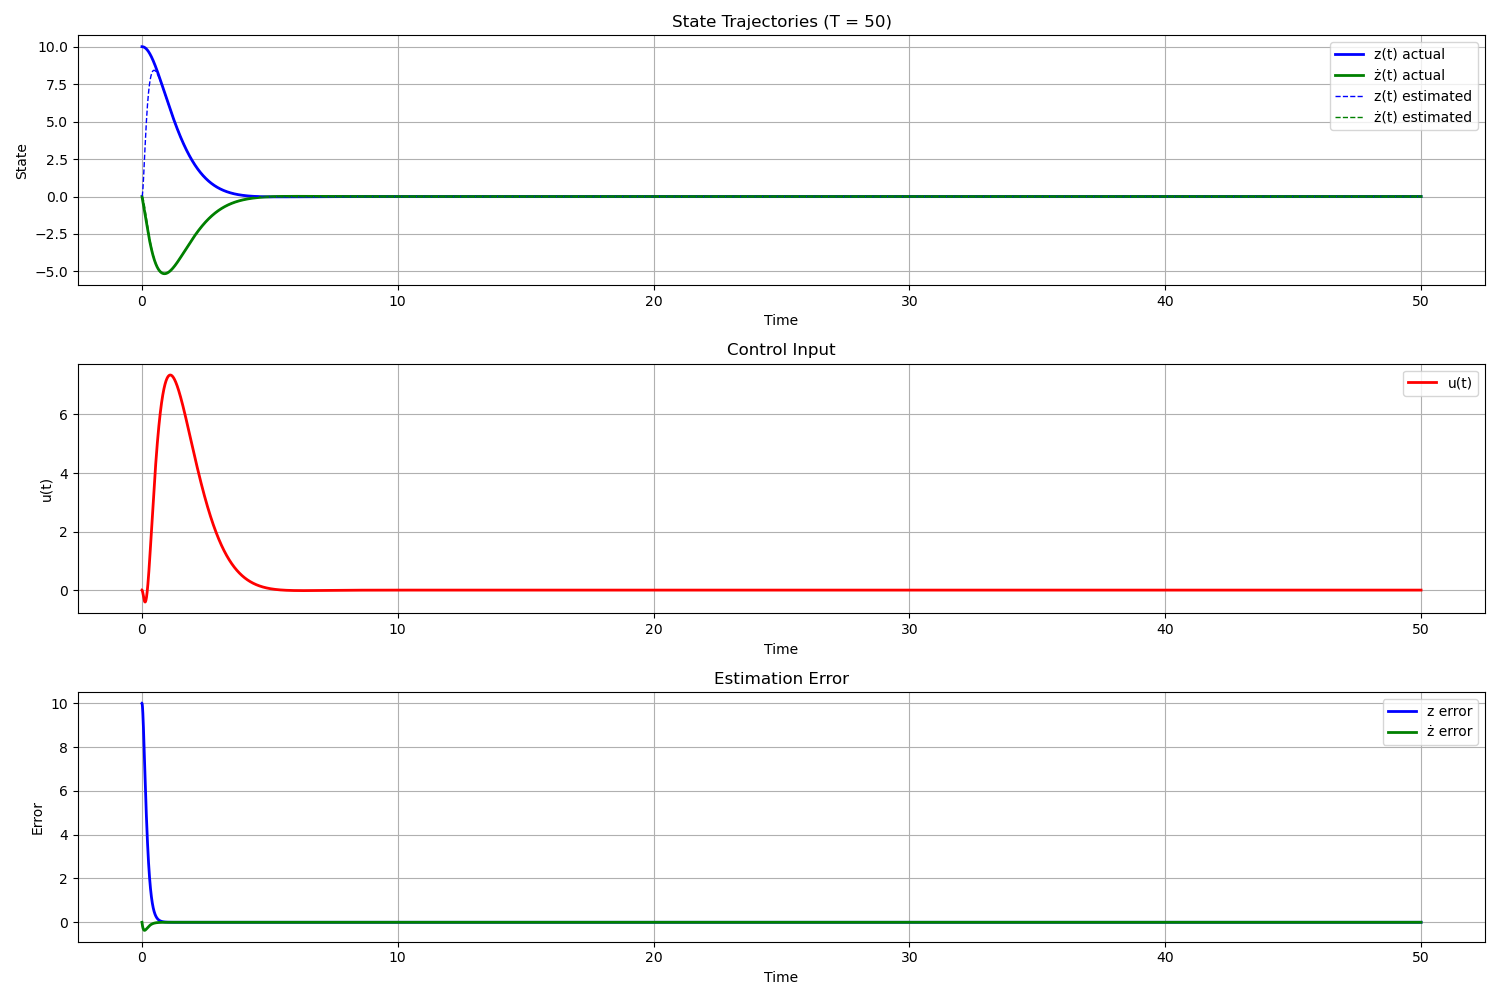 State Trajectories (T = 50)
10.0
7.5
5.0
2.5
0.0
−2.5
−5.0
State
z(t) actual
ż(t) actual
z(t) estimated
ż(t) estimated
0 10 20 30 40 50
Time
Control Input
6
4
2
0
u(t)
u(t)
0 10 20 30 40 50
Time
Estimation Error
10
8
6
4
2
0
Error
z error
ż error
0 10 20 30 40 50
Time